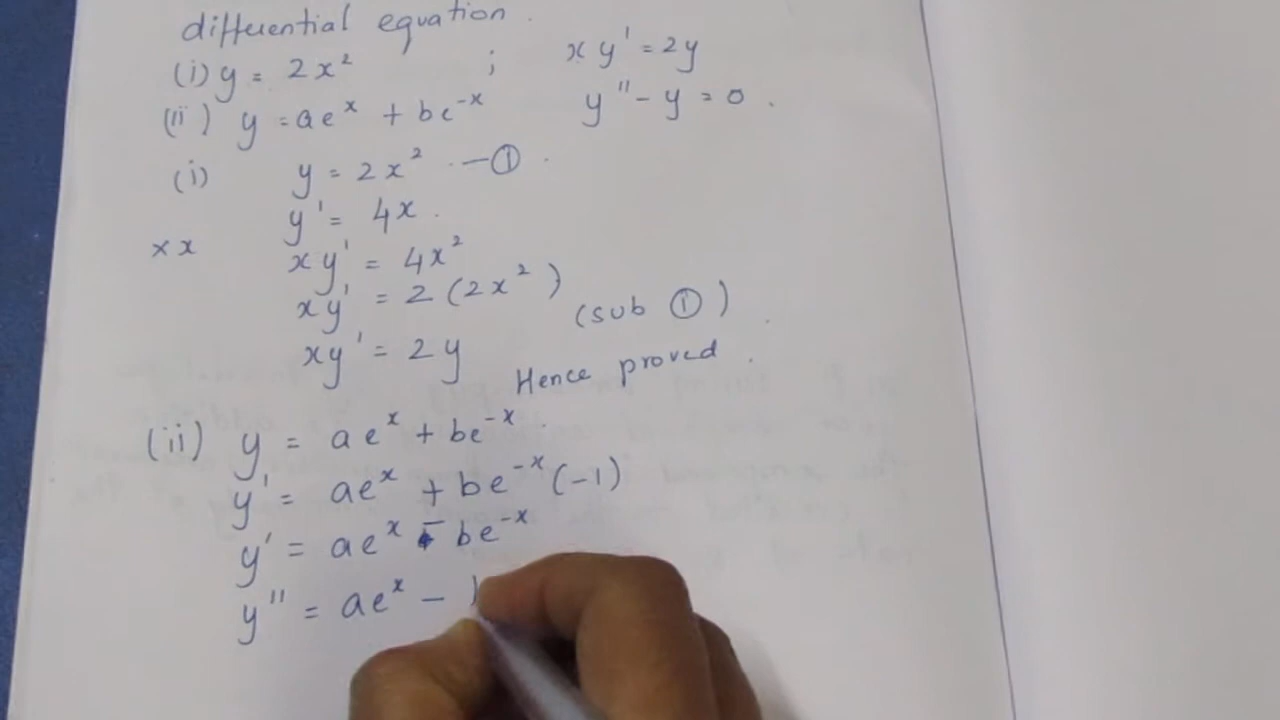 differential equation.
(i) y = 2x² ; xy' = 2y
(ii) y = ae^x + be^-x y'' - y = 0.
(i) y = 2x² - ①.
y' = 4x.
× x xy' = 4x²
xy' = 2(2x²) (sub ①).
xy' = 2y Hence proved.
(ii) y = ae^x + be^-x.
y' = ae^x + be^-x(-1)
y' = ae^x - be^-x
y'' = ae^x -